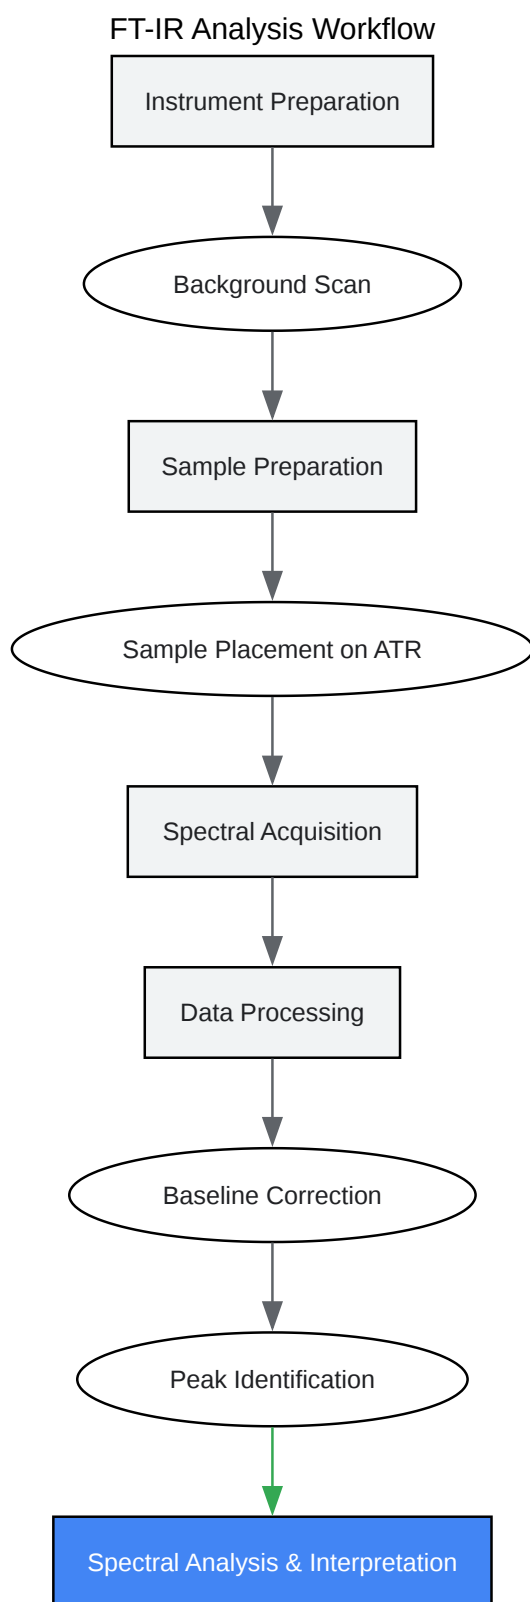 FT-IR Analysis Workflow
Instrument Preparation
Background Scan
Sample Preparation
Sample Placement on ATR
Spectral Acquisition
Data Processing
Baseline Correction
Peak Identification
Spectral Analysis & Interpretation